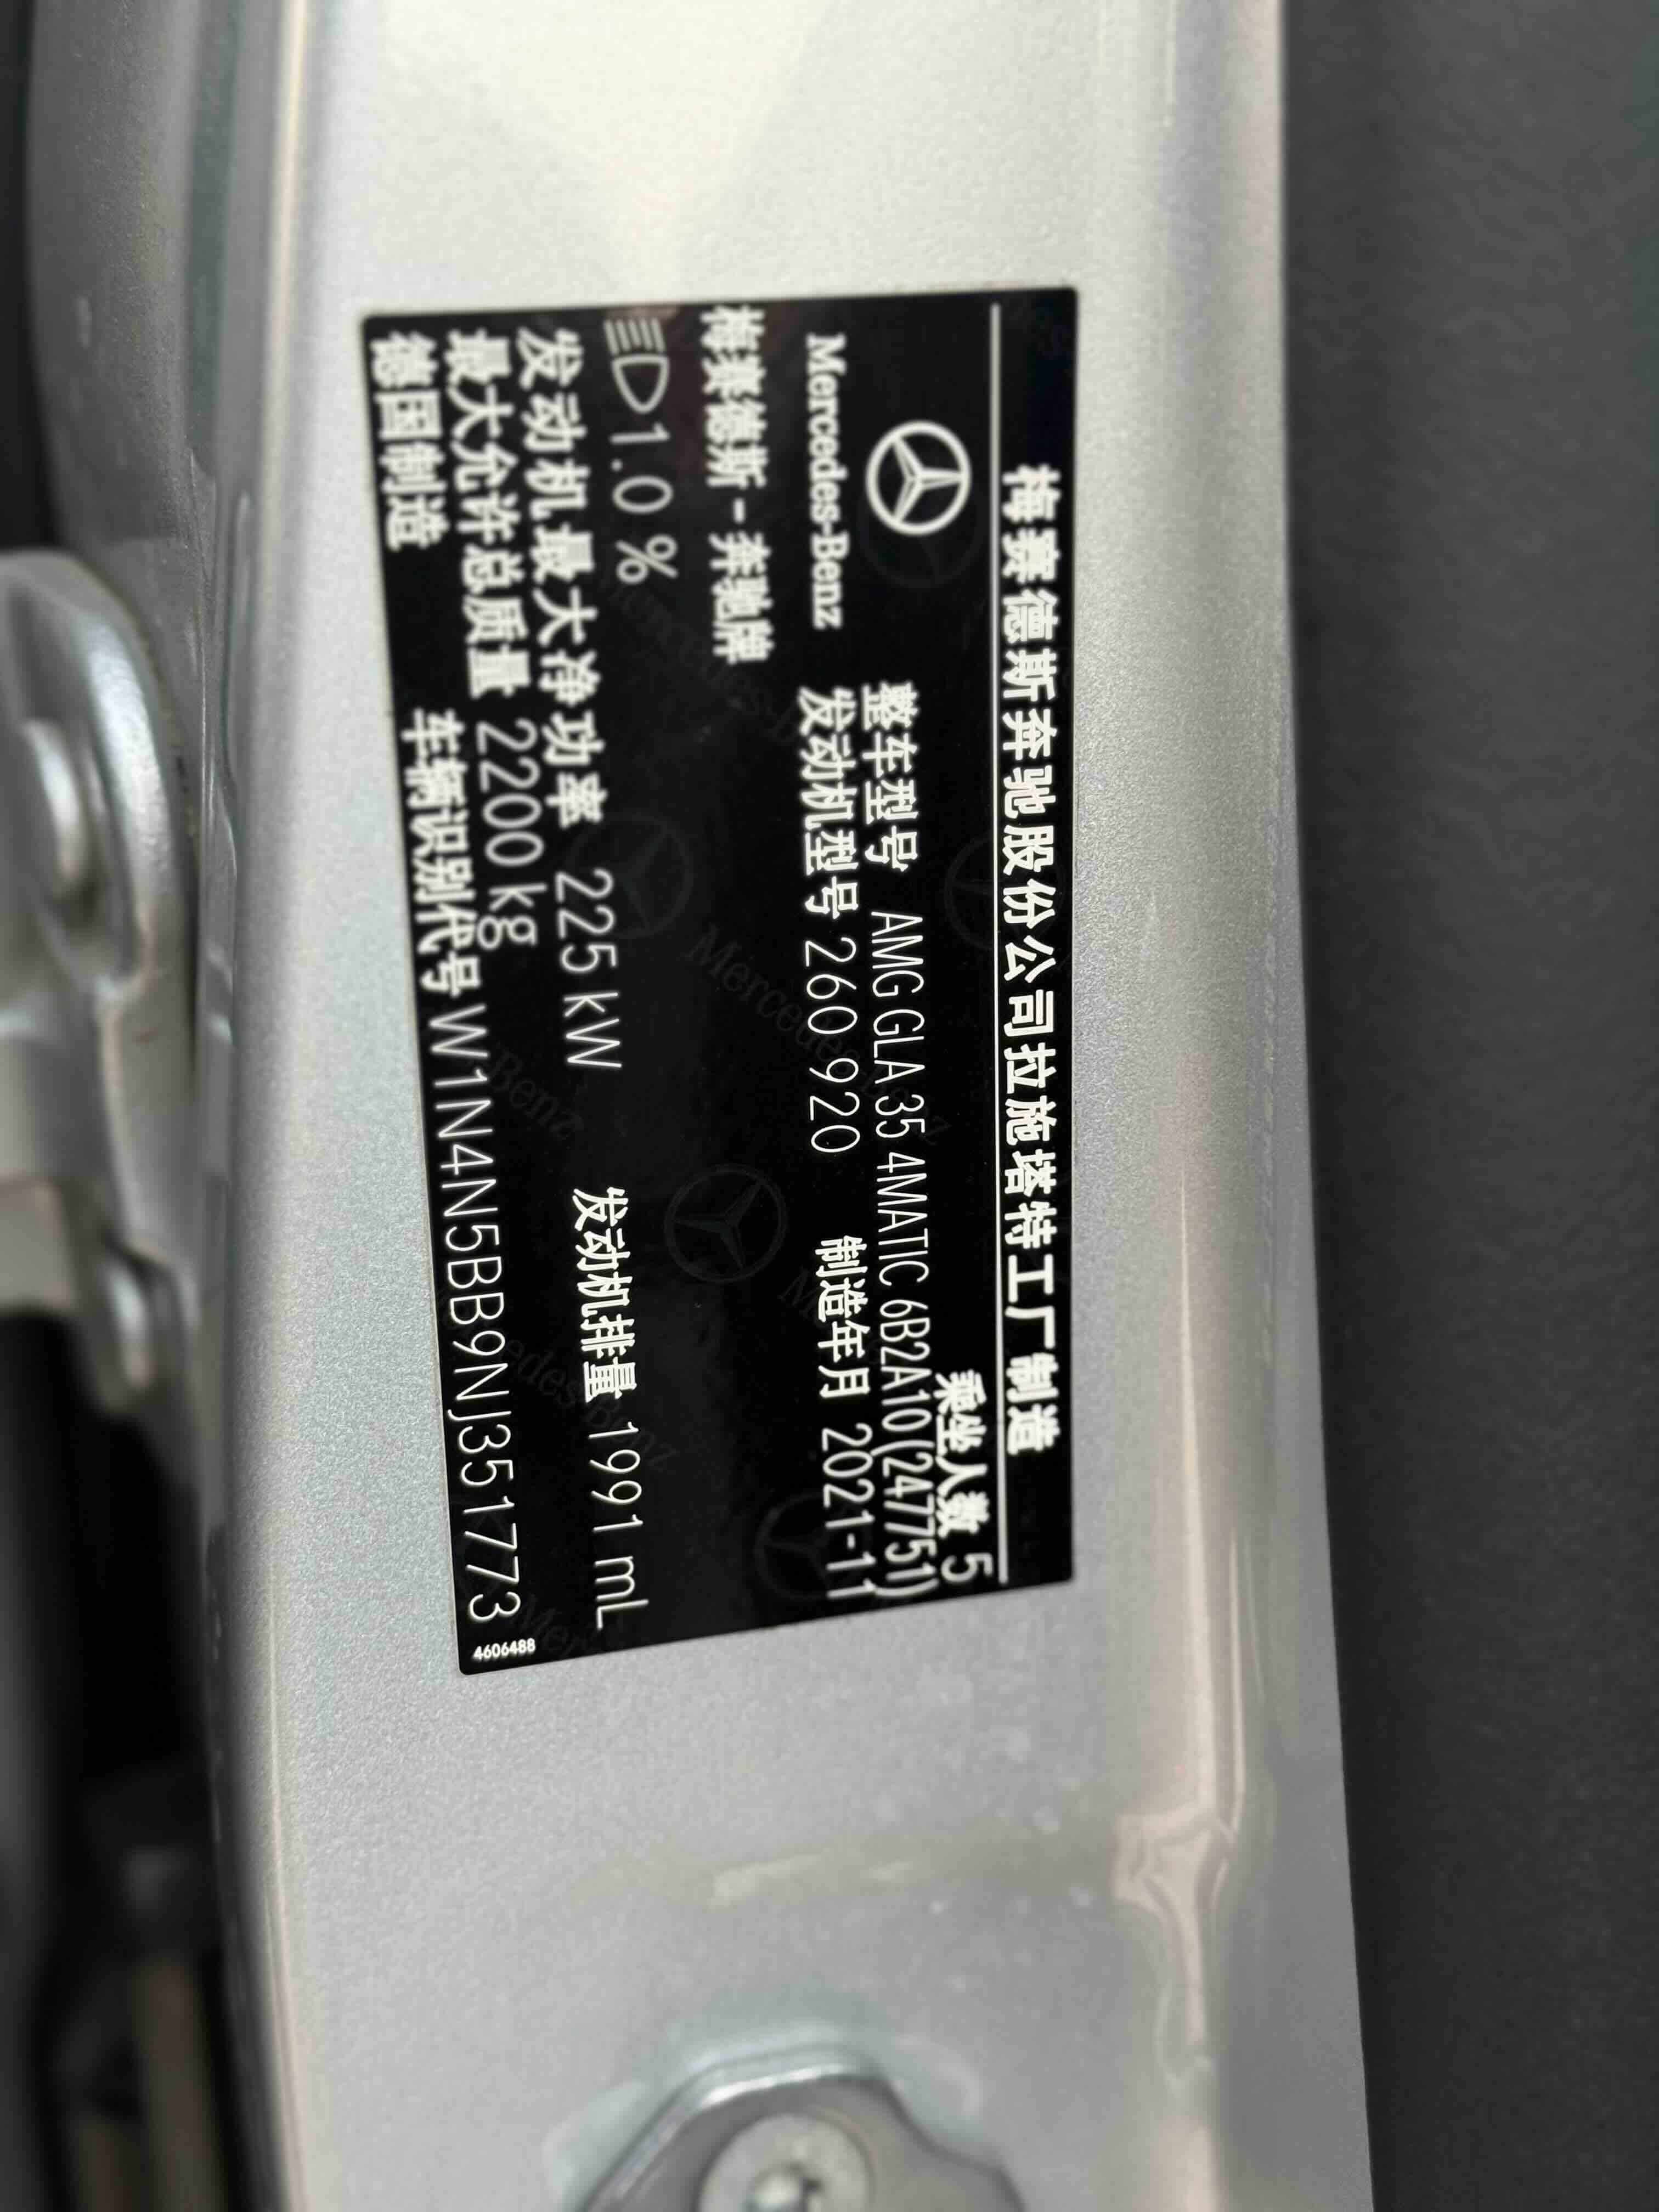 梅赛德斯奔驰股份公司拉施塔特工厂制造
乘坐人数 5
Mercedes-Benz
整车型号 AMG GLA 35 4MATIC 6B2A10(247751)
发动机型号 260 920 制造年月 2021-11
梅赛德斯-奔驰牌
1.0 %
发动机最大净功率 225 kW 发动机排量 1991 mL
最大允许总质量 2200 kg
德国制造 车辆识别代号 W1N4N5BB9NJ351773
4606488